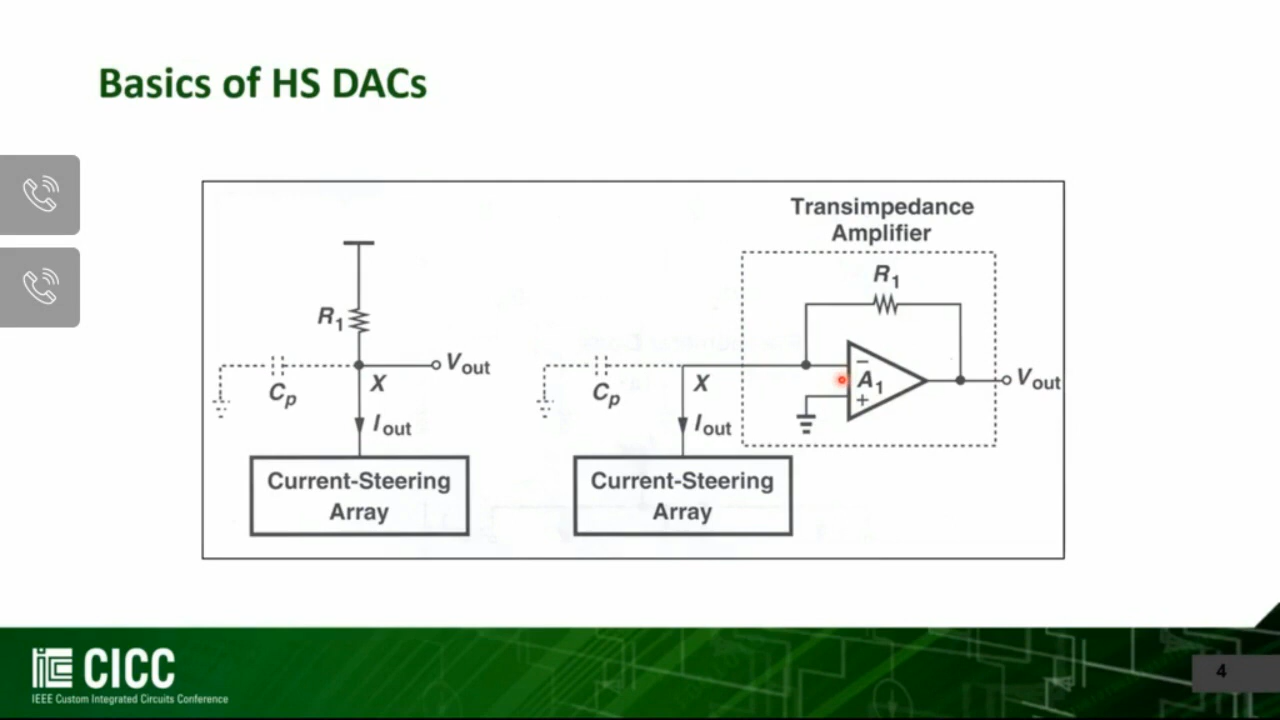 Basics of HS DACs
R1
Cp
X
Vout
Iout
Current-Steering
Array
Transimpedance
Amplifier
R1
Cp
X
Iout
−
A1
+
Vout
Current-Steering
Array
CICC
IEEE Custom Integrated Circuits Conference
4